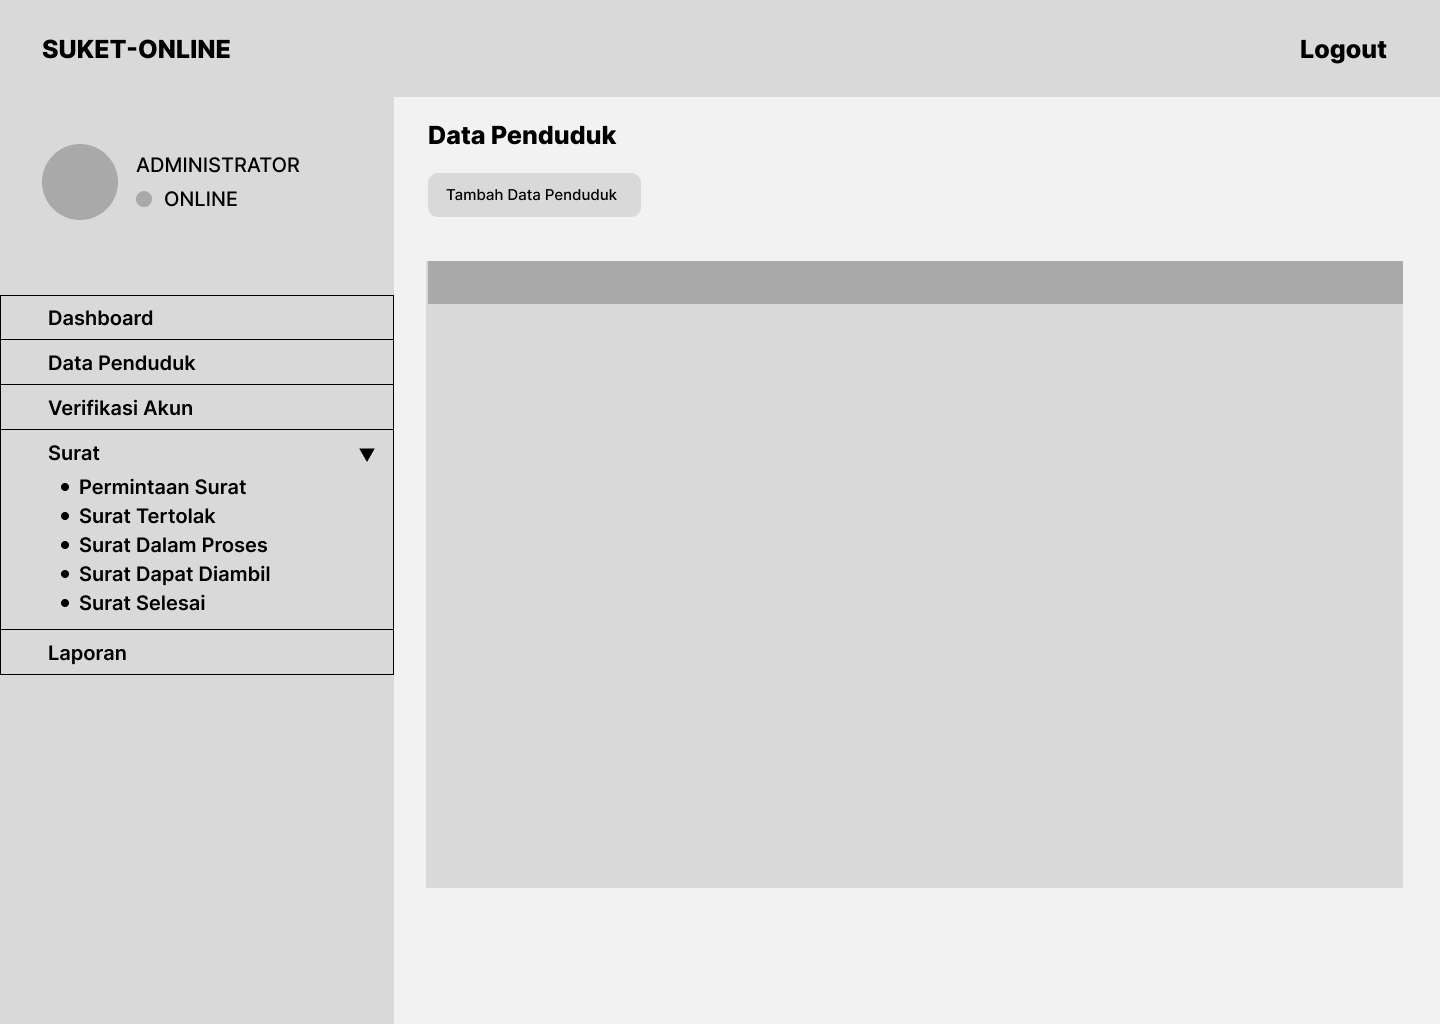 SUKET-ONLINE
Logout
ADMINISTRATOR
ONLINE
Dashboard
Data Penduduk
Verifikasi Akun
Surat
Permintaan Surat
Surat Tertolak
Surat Dalam Proses
Surat Dapat Diambil
Surat Selesai
Laporan
Data Penduduk
Tambah Data Penduduk